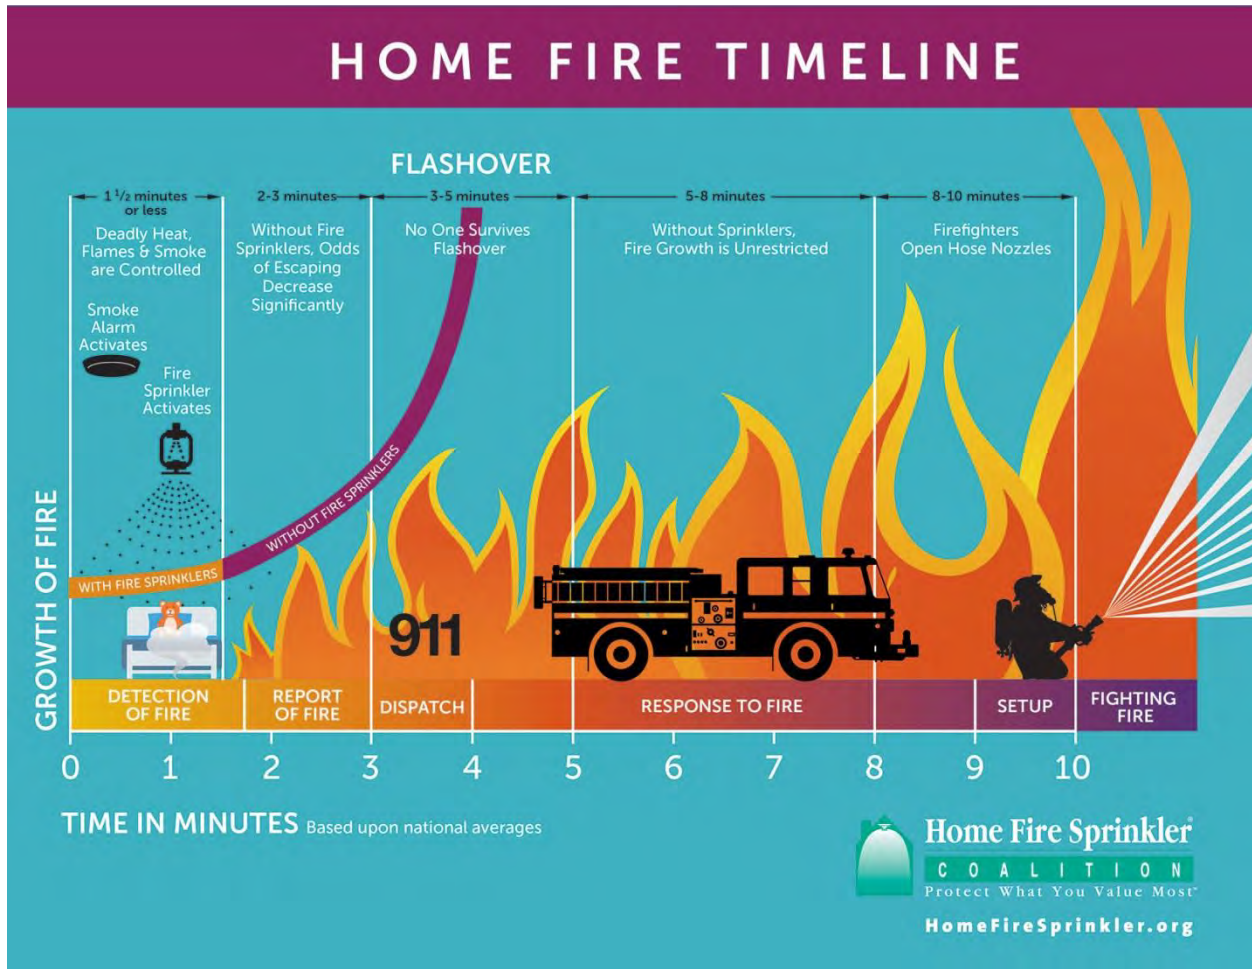 HOME FIRE TIMELINE
FLASHOVER
1 ½ minutes
or less
Deadly Heat,
Flames & Smoke
are Controlled
2-3 minutes
Without Fire
Sprinklers, Odds
of Escaping
Decrease
Significantly
3-5 minutes
No One Survives
Flashover
5-8 minutes
Without Sprinklers,
Fire Growth is Unrestricted
8-10 minutes
Firefighters
Open Hose Nozzles
Smoke
Alarm
Activates
Fire
Sprinkler
Activates
WITH FIRE SPRINKLERS
WITHOUT FIRE SPRINKLERS
911
GROWTH OF FIRE
DETECTION
OF FIRE
REPORT
OF FIRE
DISPATCH
RESPONSE TO FIRE
SETUP
FIGHTING
FIRE
0 1 2 3 4 5 6 7 8 9 10
TIME IN MINUTES Based upon national averages
Home Fire Sprinkler®
COALITION
Protect What You Value Most™
HomeFireSprinkler.org